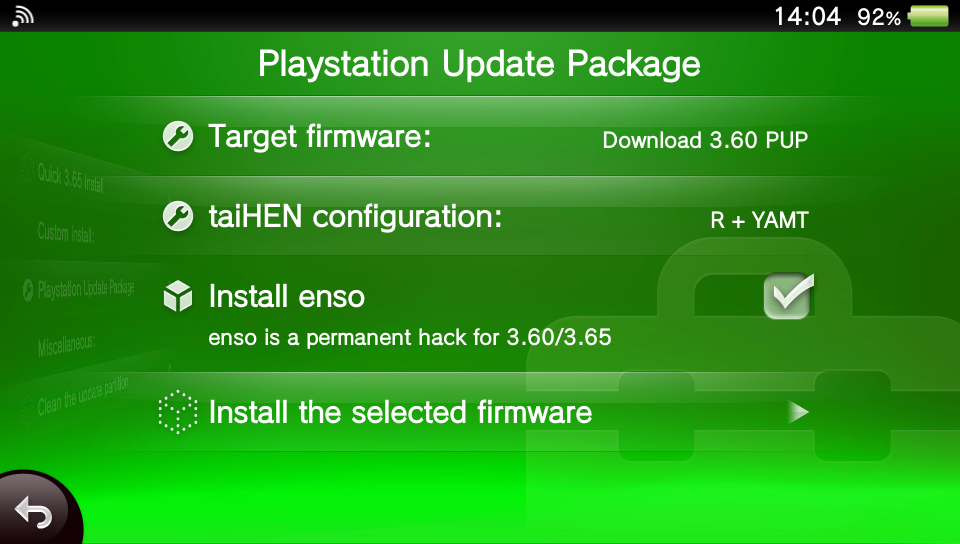 14:04 92%
Playstation Update Package
Target firmware: Download 3.60 PUP
taiHEN configuration: R + YAMT
Install enso
enso is a permanent hack for 3.60/3.65
Install the selected firmware
Quick 3.65 install
Custom install:
Playstation Update Package
Miscellaneous:
Clean the update partition